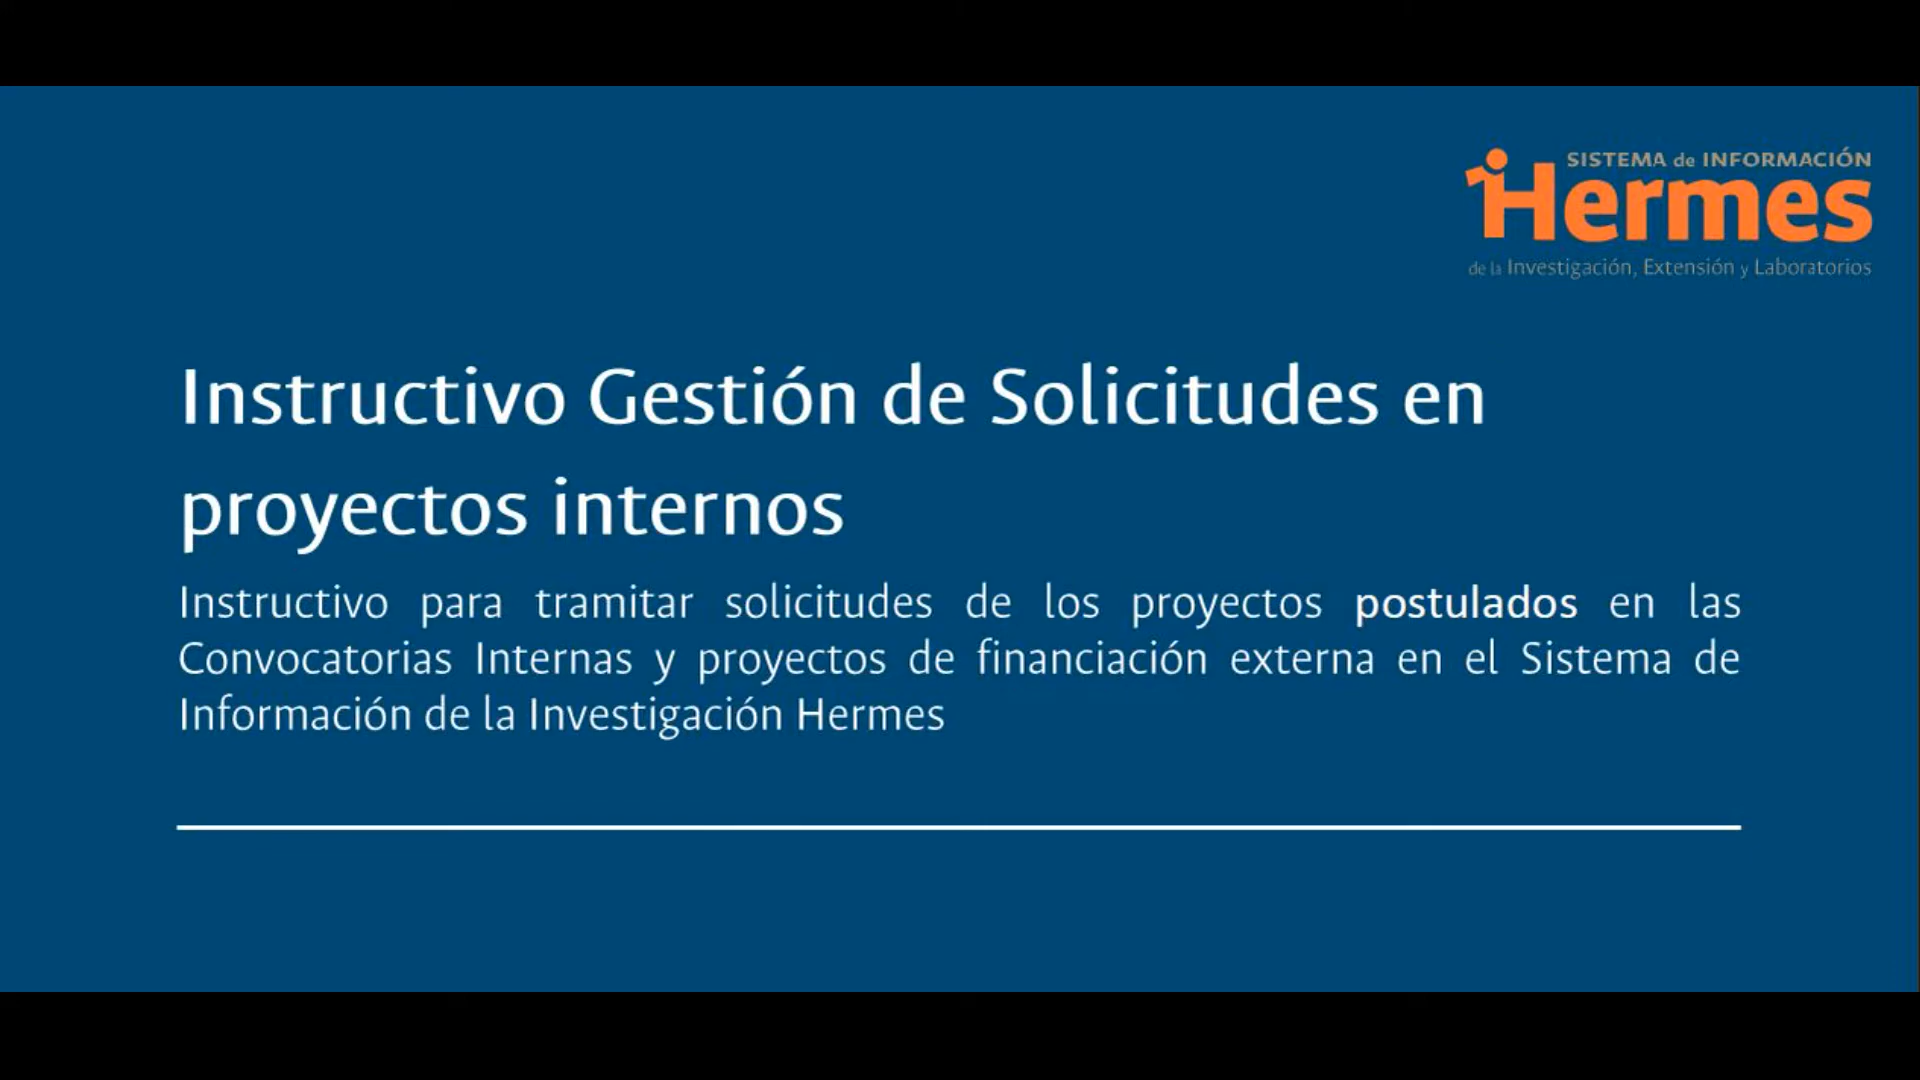 SISTEMA de INFORMACIÓN
Hermes
de la Investigación, Extensión y Laboratorios
Instructivo Gestión de Solicitudes en
proyectos internos
Instructivo para tramitar solicitudes de los proyectos postulados en las
Convocatorias Internas y proyectos de financiación externa en el Sistema de
Información de la Investigación Hermes